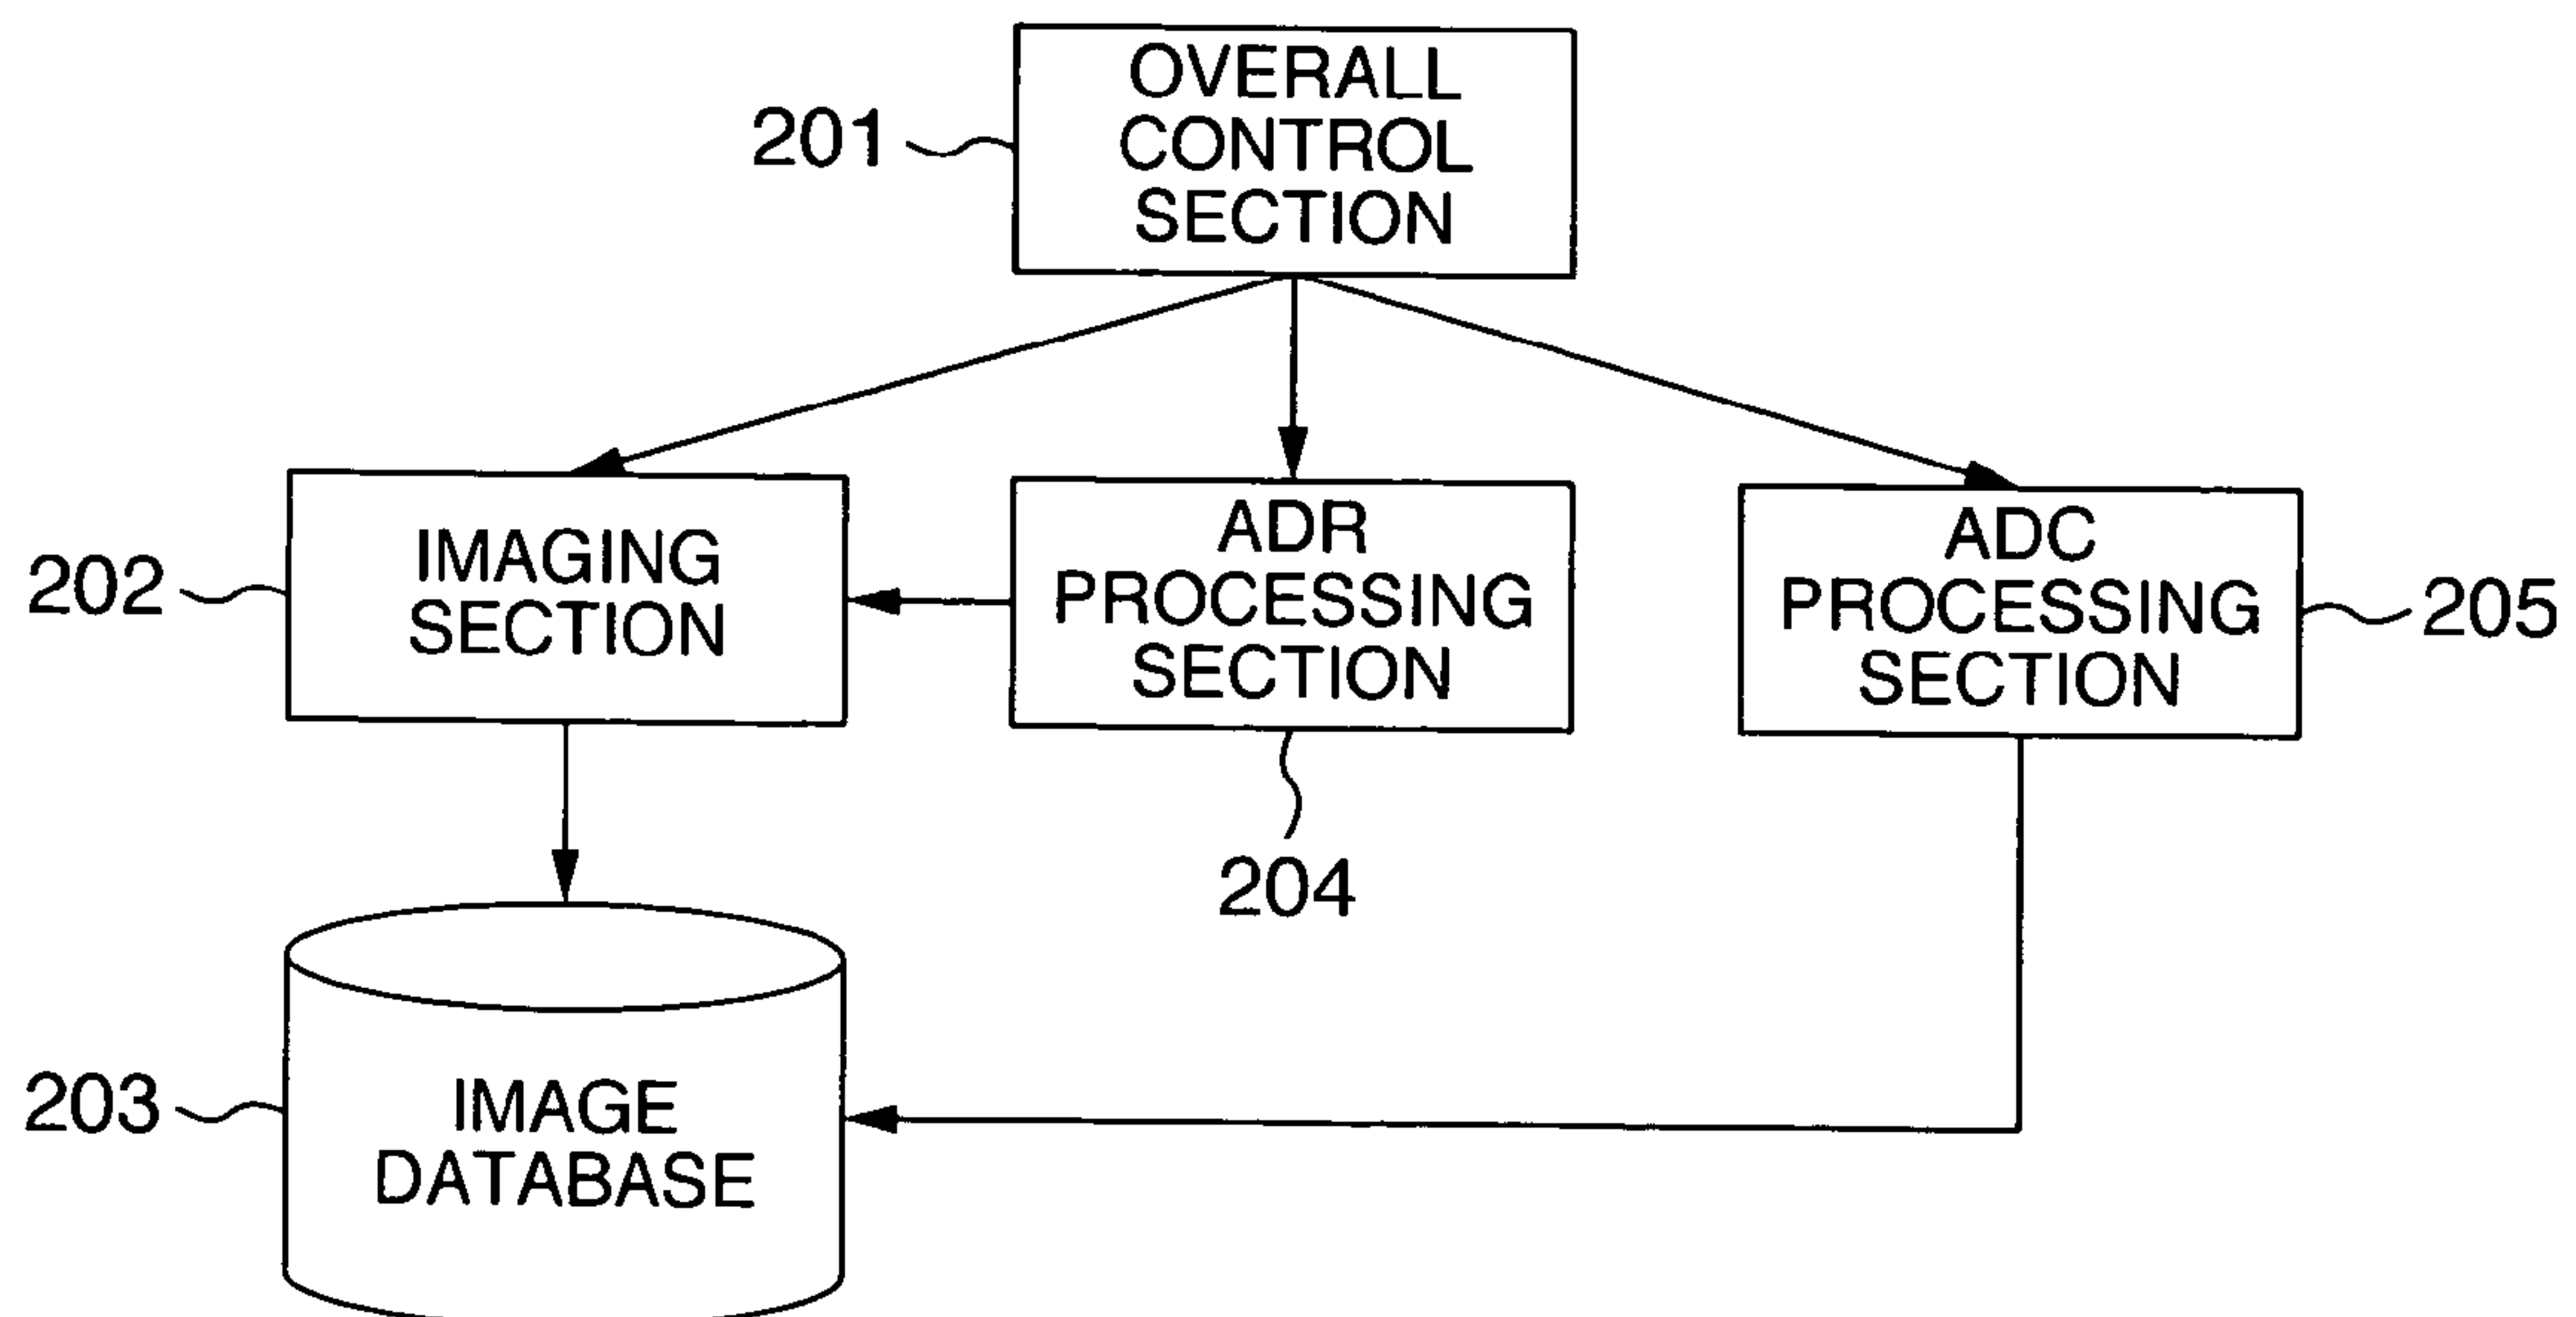 OVERALL
CONTROL
SECTION
201
IMAGING
SECTION
202
ADR
PROCESSING
SECTION
204
ADC
PROCESSING
SECTION
205
IMAGE
DATABASE
203